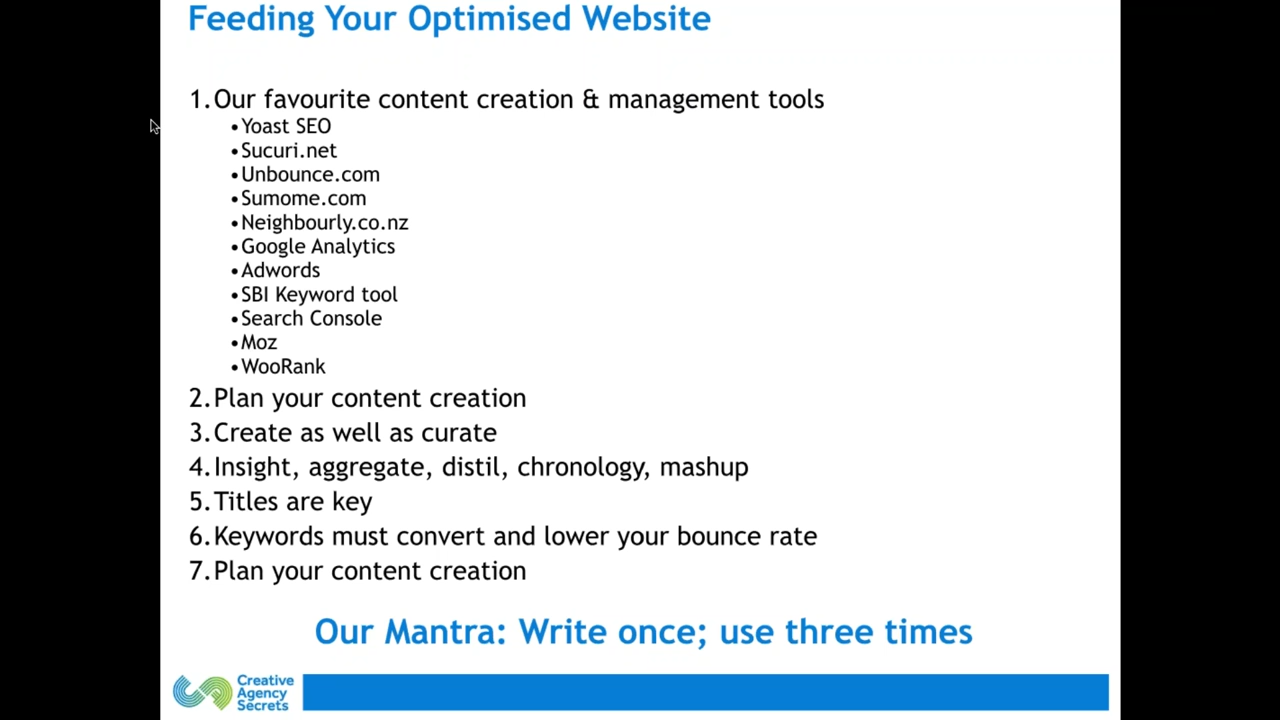 Feeding Your Optimised Website
1. Our favourite content creation & management tools
• Yoast SEO
• Sucuri.net
• Unbounce.com
• Sumome.com
• Neighbourly.co.nz
• Google Analytics
• Adwords
• SBI Keyword tool
• Search Console
• Moz
• WooRank
2. Plan your content creation
3. Create as well as curate
4. Insight, aggregate, distil, chronology, mashup
5. Titles are key
6. Keywords must convert and lower your bounce rate
7. Plan your content creation
Our Mantra: Write once; use three times
Creative
Agency
Secrets